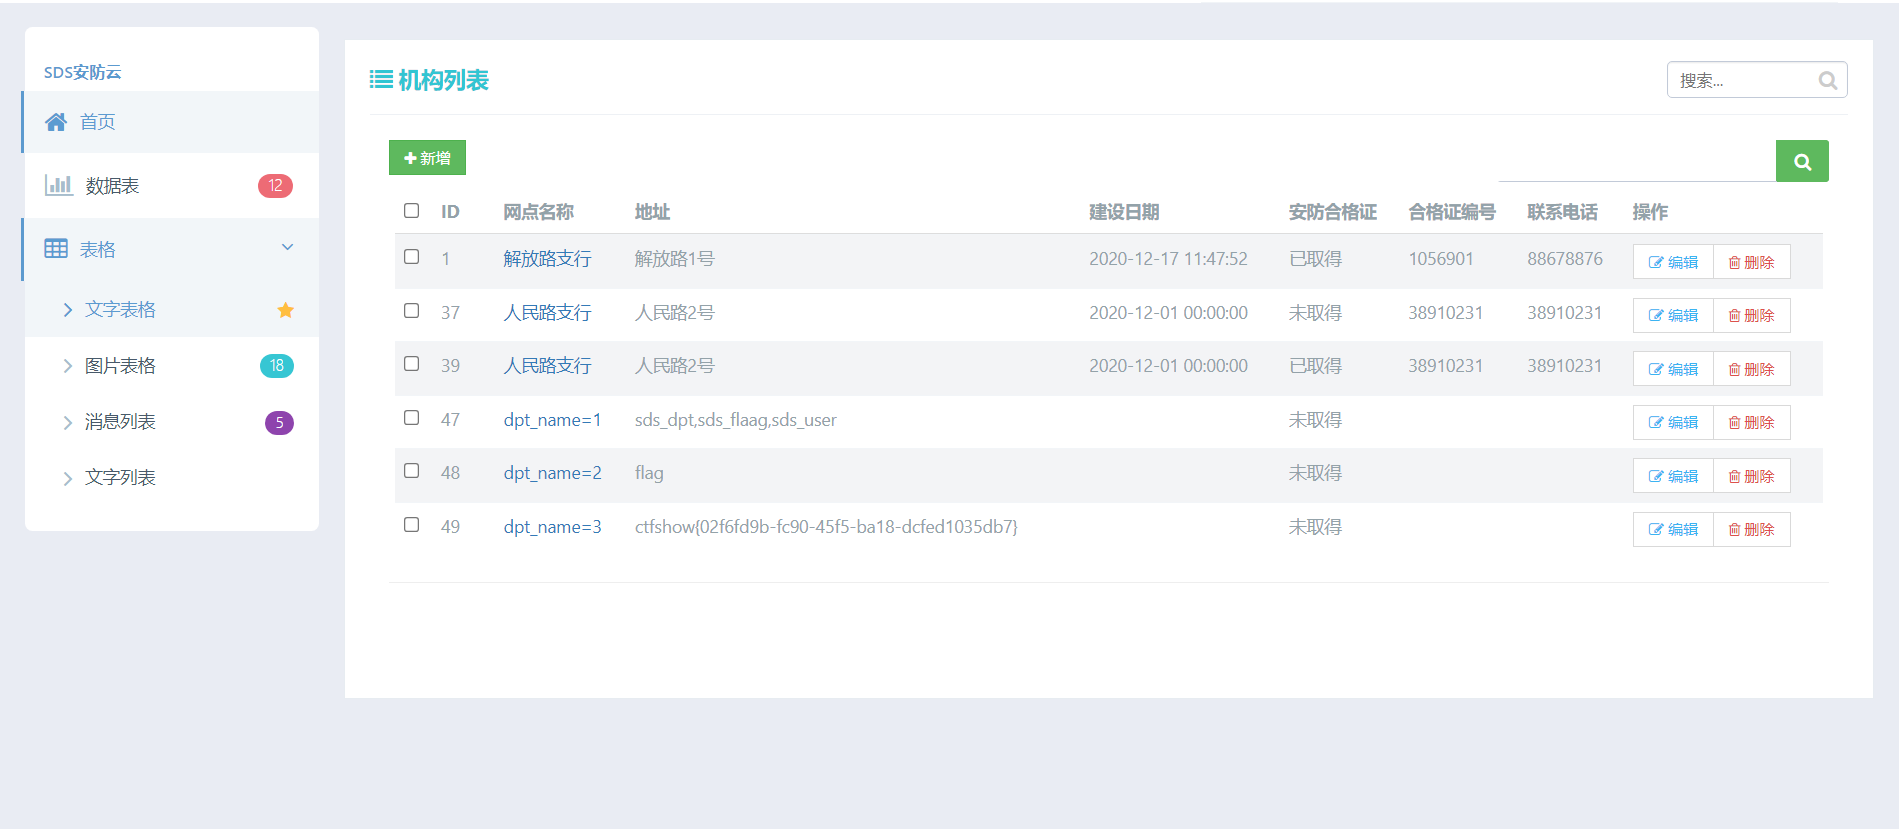 SDS安防云
首页
数据表 12
表格
文字表格
图片表格 18
消息列表 5
文字列表
机构列表
搜索...
新增
ID 网点名称 地址 建设日期 安防合格证 合格证编号 联系电话 操作
1 解放路支行 解放路1号 2020-12-17 11:47:52 已取得 1056901 88678876 编辑 删除
37 人民路支行 人民路2号 2020-12-01 00:00:00 未取得 38910231 38910231 编辑 删除
39 人民路支行 人民路2号 2020-12-01 00:00:00 已取得 38910231 38910231 编辑 删除
47 dpt_name=1 sds_dpt,sds_flaag,sds_user 未取得 编辑 删除
48 dpt_name=2 flag 未取得 编辑 删除
49 dpt_name=3 ctfshow{02f6fd9b-fc90-45f5-ba18-dcfed1035db7} 未取得 编辑 删除